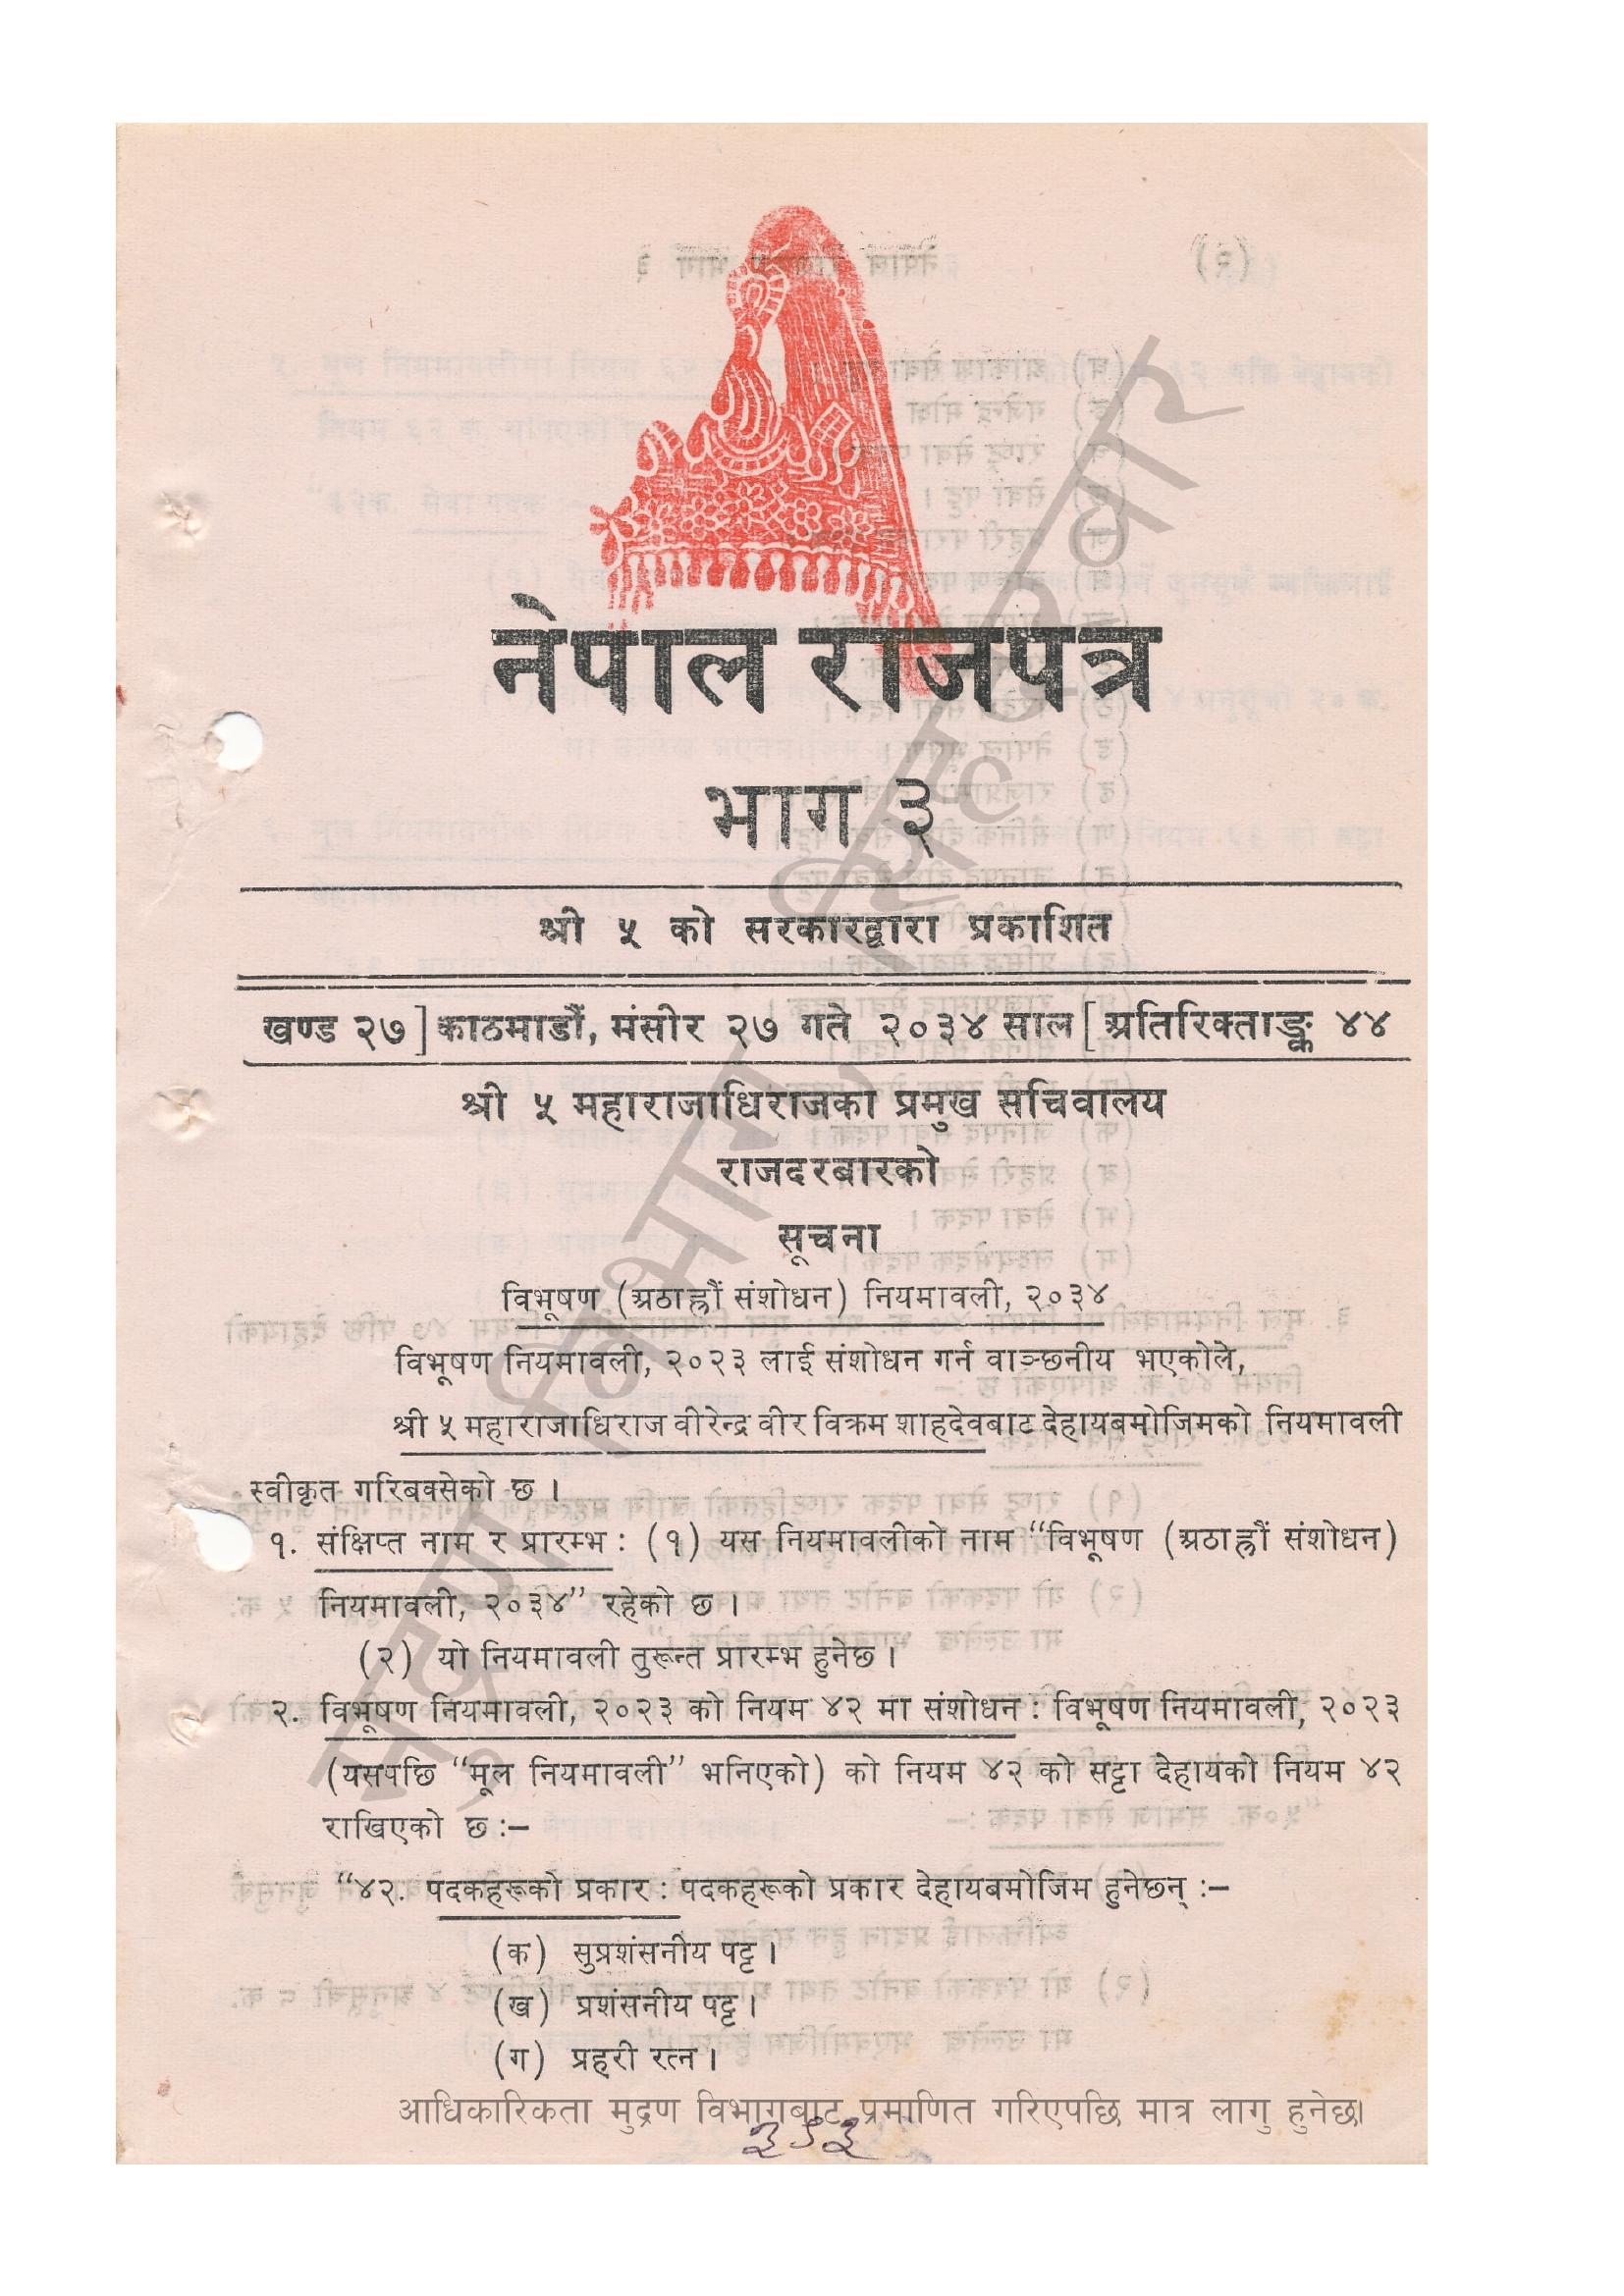 नेपाल राजपत्र
भाग ३
श्री ५ को सरकारद्वारा प्रकाशित
खण्ड २७] काठमाडौं, मंसीर २७ गते २०३४ साल [अतिरिक्ताङ्क ४४
श्री ५ महाराजाधिराजका प्रमुख सचिवालय
राजदरबारको
सूचना
विभूषण (अठाह्रौं संशोधन) नियमावली, २०३४
विभूषण नियमावली, २०२३ लाई संशोधन गर्न वाञ्छनीय भएकोले,
श्री ५ महाराजाधिराज वीरेन्द्र वीर विक्रम शाहदेवबाट देहायबमोजिमको नियमावली
स्वीकृत गरिबक्सेको छ ।
१. संक्षिप्त नाम र प्रारम्भ : (१) यस नियमावलीको नाम “विभूषण (अठाह्रौं संशोधन)
नियमावली, २०३४” रहेको छ ।
(२) यो नियमावली तुरून्त प्रारम्भ हुनेछ ।
२. विभूषण नियमावली, २०२३ को नियम ४२ मा संशोधन : विभूषण नियमावली, २०२३
(यसपछि “मूल नियमावली” भनिएको) को नियम ४२ को सट्टा देहायको नियम ४२
राखिएको छ :–
“४२. पदकहरूको प्रकार : पदकहरूको प्रकार देहायबमोजिम हुनेछन् :–
(क) सुप्रशंसनीय पट्ट ।
(ख) प्रशंसनीय पट्ट ।
(ग) प्रहरी रत्न ।
आधिकारिकता मुद्रण विभागबाट प्रमाणित गरिएपछि मात्र लागु हुनेछ।